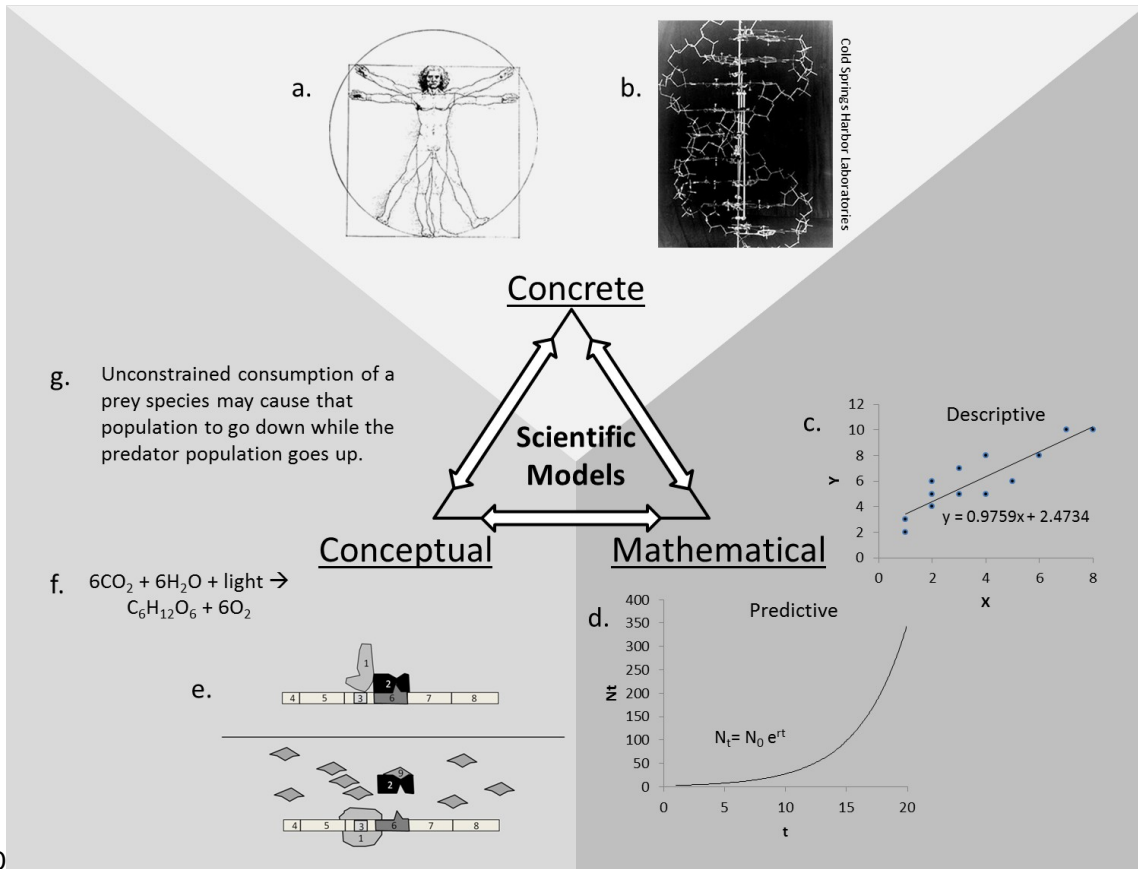 a.
b.
Cold Springs Harbor Laboratories
Concrete
Scientific
Models
Conceptual
Mathematical
g.
Unconstrained consumption of a
prey species may cause that
population to go down while the
predator population goes up.
f.
6CO₂ + 6H₂O + light →
C₆H₁₂O₆ + 6O₂
e.
1
2
4 5 3 6 7 8
9
2
4 5 3 6 7 8
1
c.
Descriptive
12
10
8
6
4
2
0
Y
y = 0.9759x + 2.4734
0 2 4 6 8
X
d.
Predictive
400
350
300
250
200
150
100
50
0
Nt
Nₜ= N₀ eʳᵗ
0 5 10 15 20
t
0